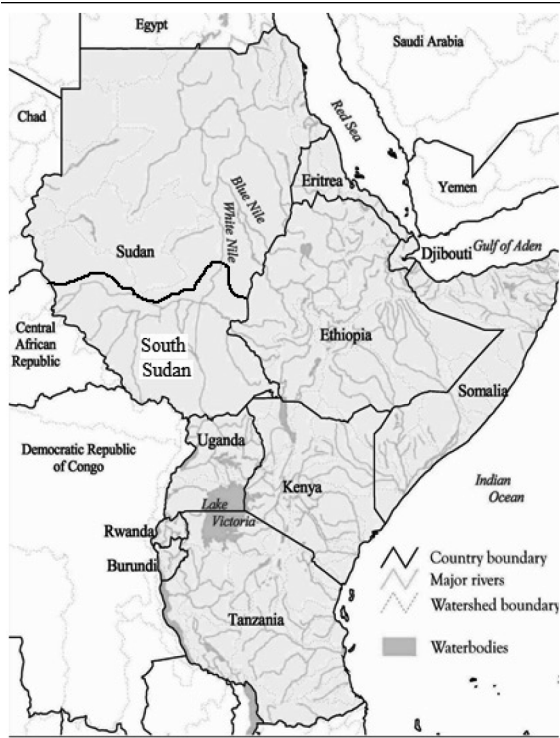 Egypt
Saudi Arabia
Chad
Red Sea
Eritrea
Yemen
Blue Nile
White Nile
Sudan
Djibouti
Gulf of Aden
Central
African
Republic
South
Sudan
Ethiopia
Somalia
Uganda
Democratic Republic
of Congo
Kenya
Indian
Ocean
Lake
Victoria
Rwanda
Burundi
Tanzania
Country boundary
Major rivers
Watershed boundary
Waterbodies